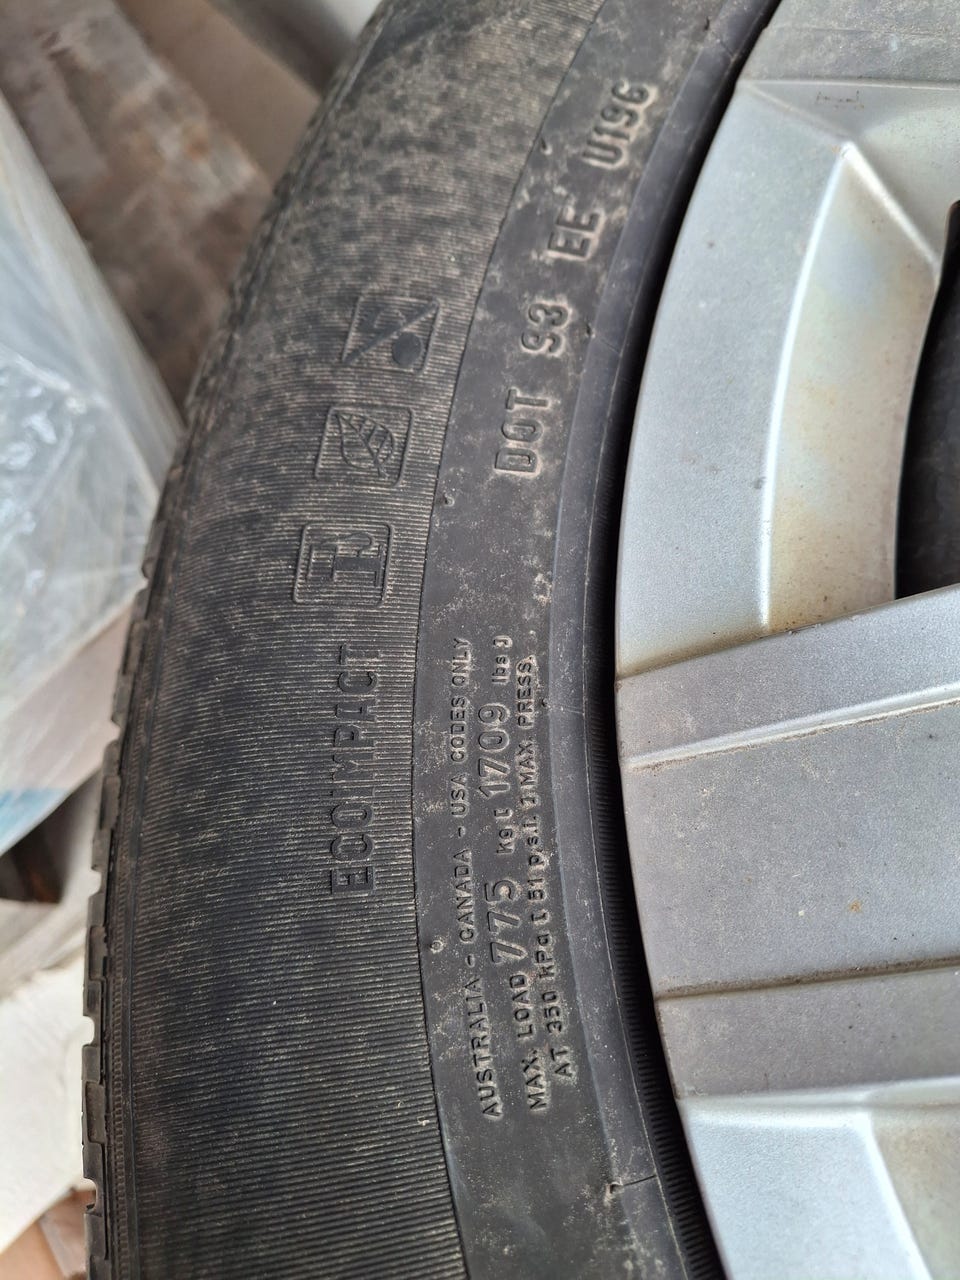 ECOIMPACT
AUSTRALIA - CANADA - USA CODES ONLY
MAX. LOAD 775 kg [ 1709 lbs ]
AT 350 KPa [ 51 p.s.i. ] MAX. PRESS.
DOT 93 EE U196